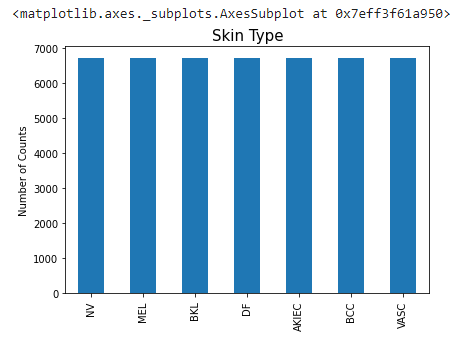 <matplotlib.axes._subplots.AxesSubplot at 0x7eff3f61a950>
Skin Type
7000
6000
5000
4000
3000
2000
1000
0
Number of Counts
NV
MEL
BKL
DF
AKIEC
BCC
VASC